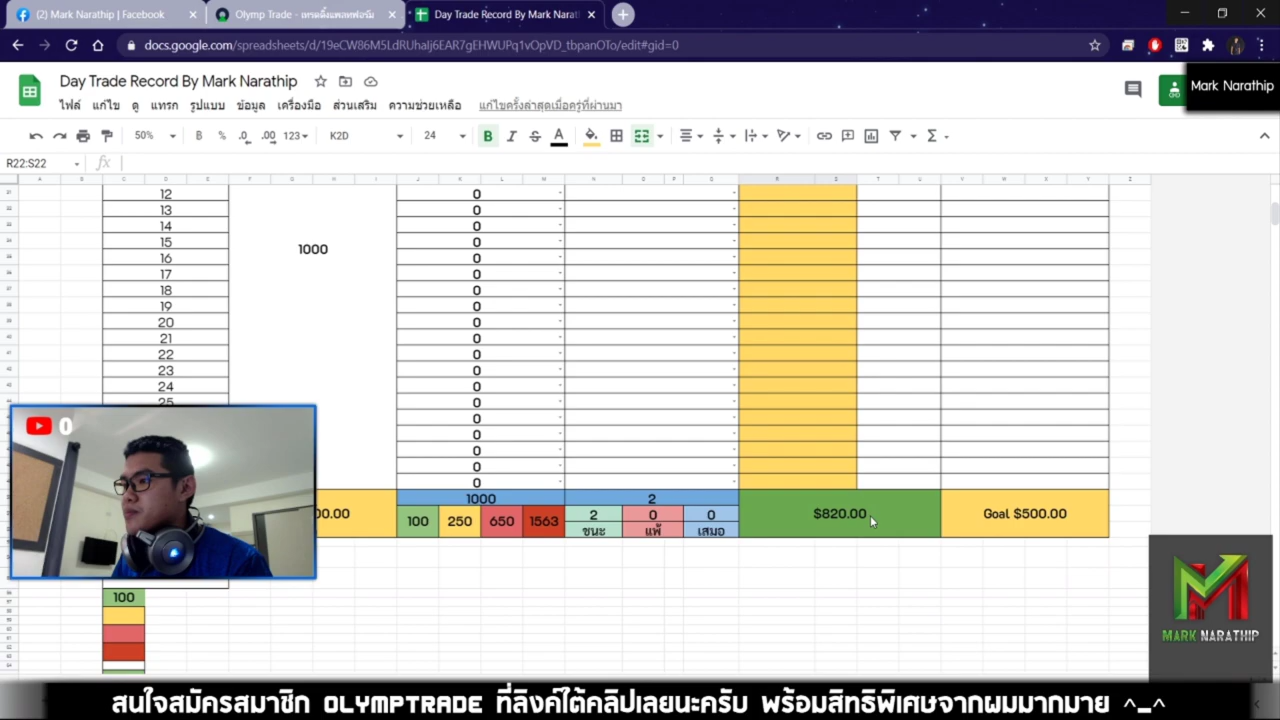 (2) Mark Narathip | Facebook
Olymp Trade - เทรดดิ้งแพลตฟอร์ม
Day Trade Record By Mark Narat
docs.google.com/spreadsheets/d/19eCW86M5LdRUhaIj6EAR7gEHWUPq1vOpVD_tbpanOTo/edit#gid=0
Day Trade Record By Mark Narathip
Mark Narathip
ไฟล์ แก้ไข ดู แทรก รูปแบบ ข้อมูล เครื่องมือ ส่วนเสริม ความช่วยเหลือ แก้ไขครั้งล่าสุดเมื่อครู่ที่ผ่านมา
50% B % .0 .00 123 K2D 24 B I S A Σ
R22:S22 fx
12 0
13 0
14 0
15 0
1000
16 0
17 0
18 0
19 0
20 0
21 0
22 0
23 0
24 0
25 0
0
0
0
0
0
0
1000 2
00.00 100 250 650 1563 2 0 0 $820.00 Goal $500.00
ชนะ แพ้ เสมอ
100
MARK NARATHIP
สนใจสมัครสมาชิก OLYMPTRADE ที่ลิงค์ใต้คลิปเลยนะครับ พร้อมสิทธิพิเศษจากผมมากมาย ^_^